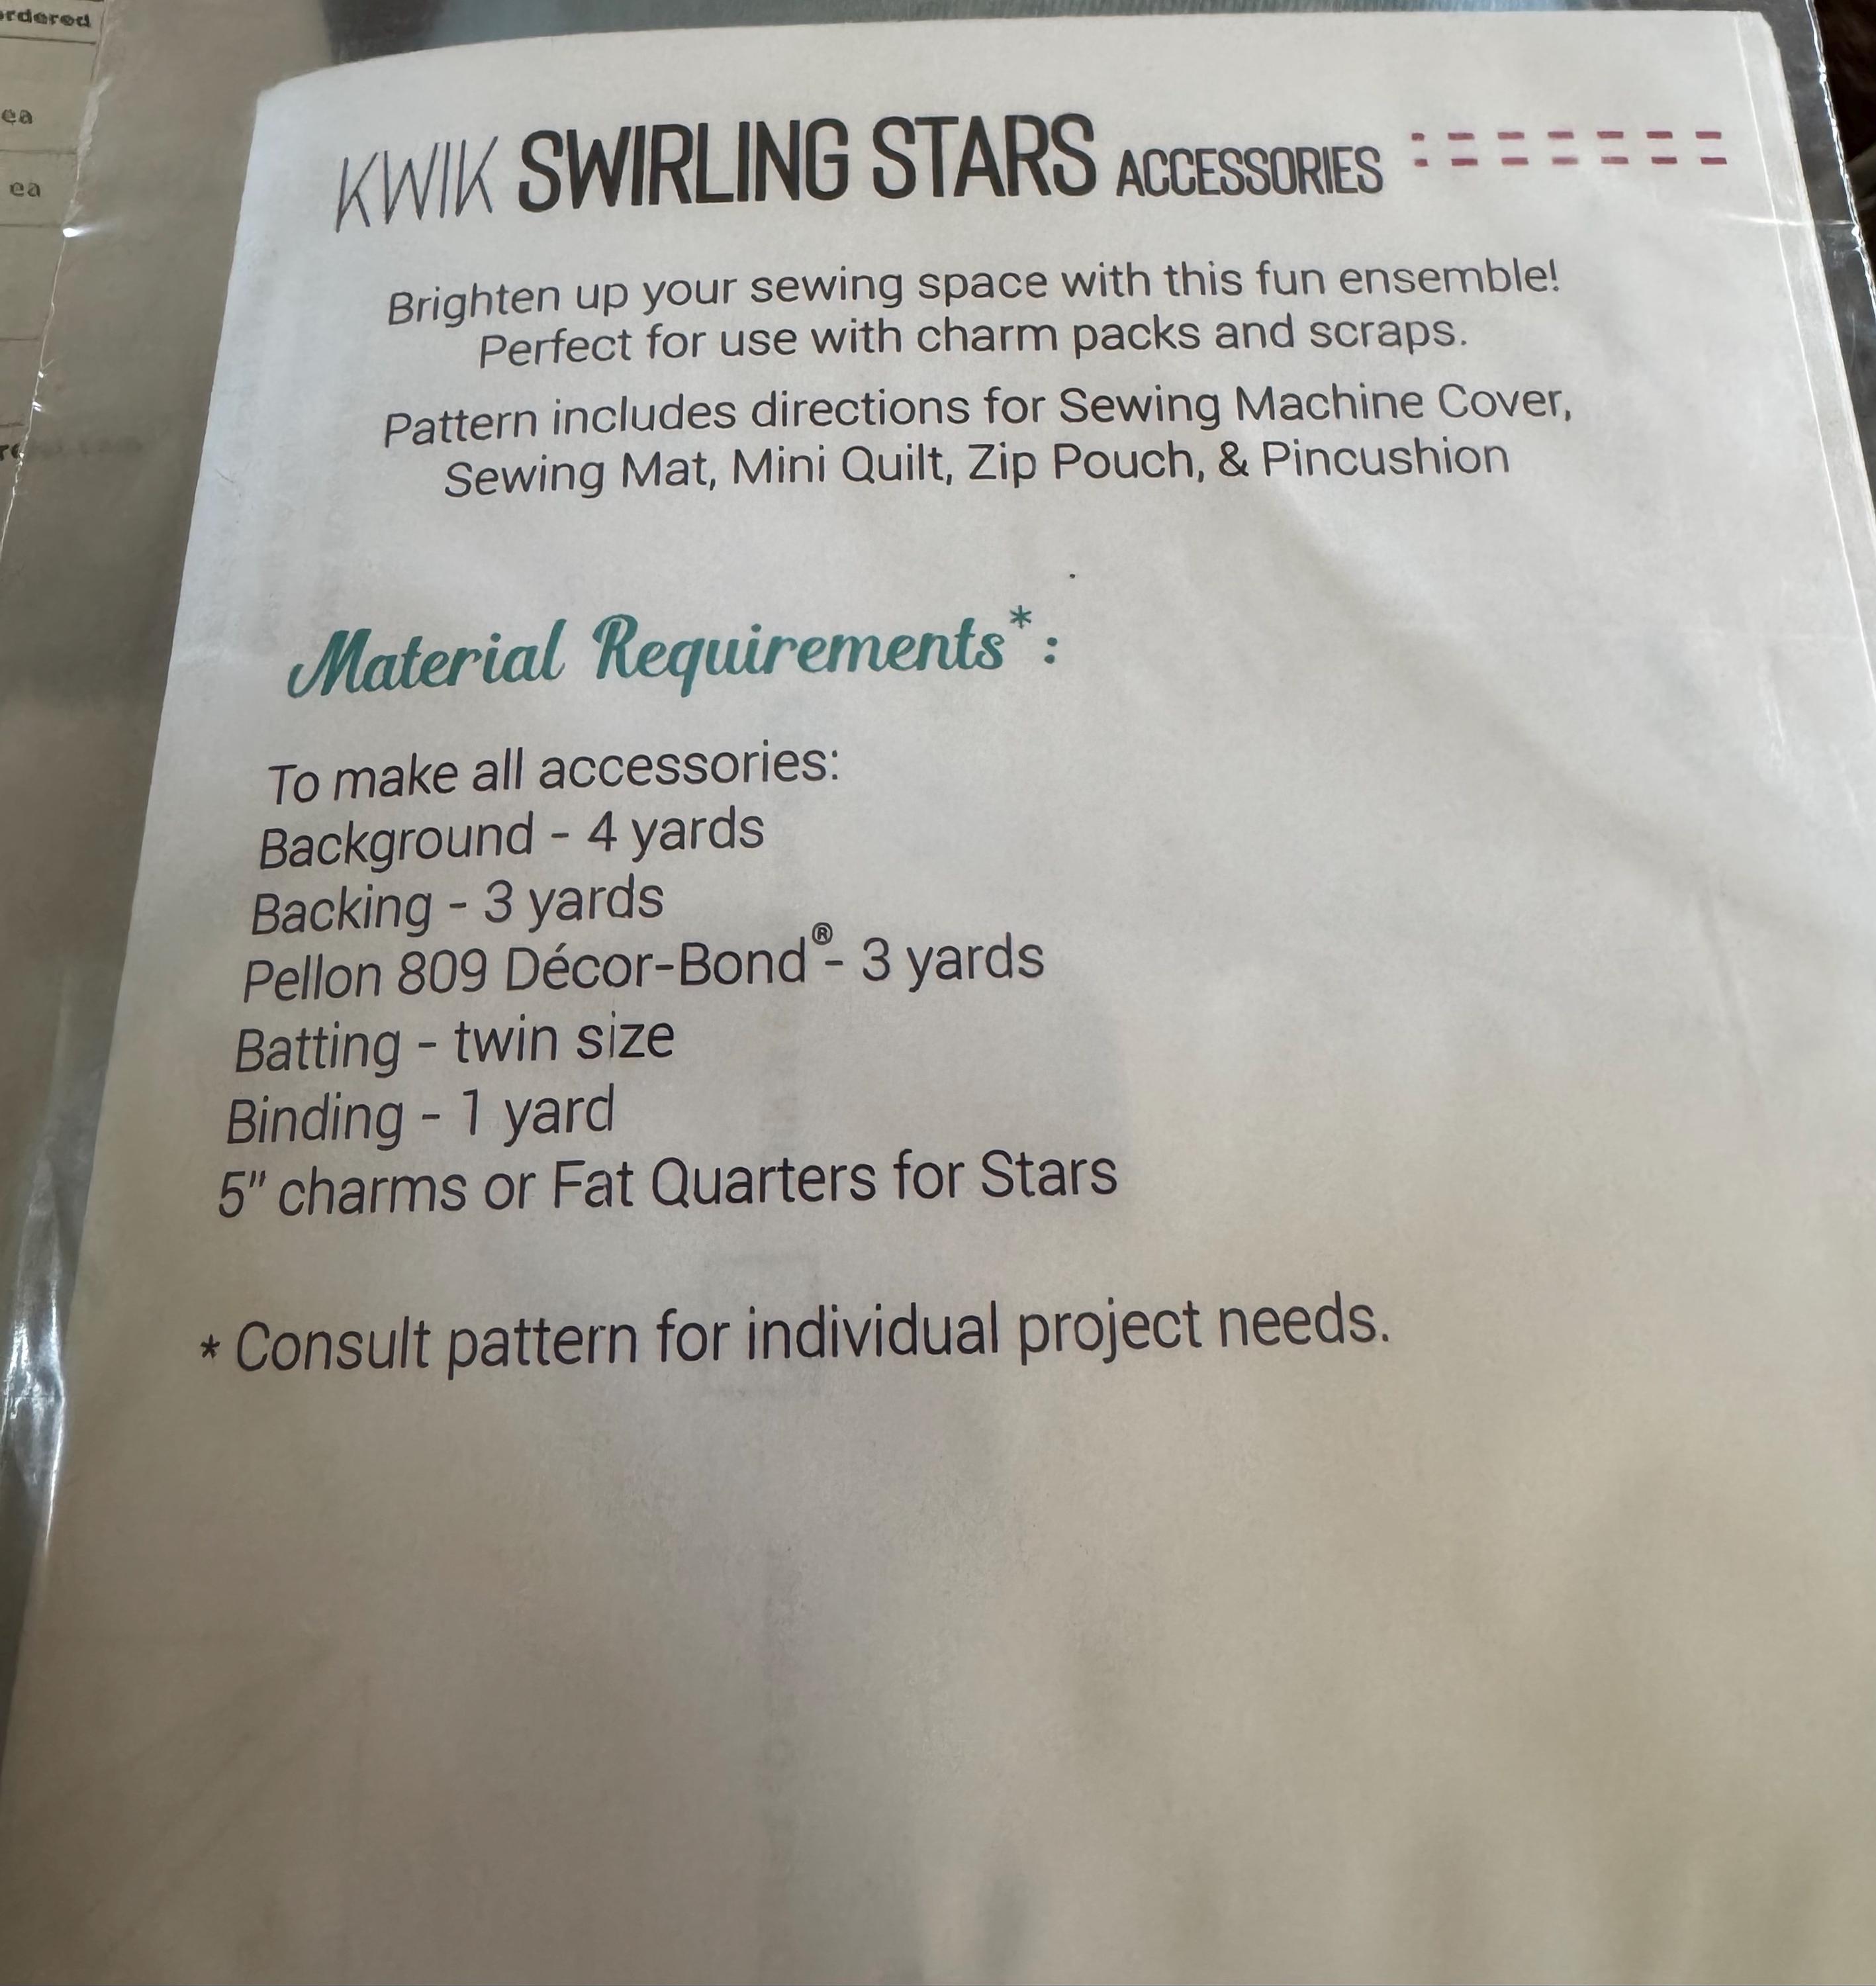 ordered
ea
ea
KWIK SWIRLING STARS ACCESSORIES
Brighten up your sewing space with this fun ensemble!
Perfect for use with charm packs and scraps.
Pattern includes directions for Sewing Machine Cover,
Sewing Mat, Mini Quilt, Zip Pouch, & Pincushion
Material Requirements*:
To make all accessories:
Background - 4 yards
Backing - 3 yards
Pellon 809 Décor-Bond®- 3 yards
Batting - twin size
Binding - 1 yard
5" charms or Fat Quarters for Stars
* Consult pattern for individual project needs.